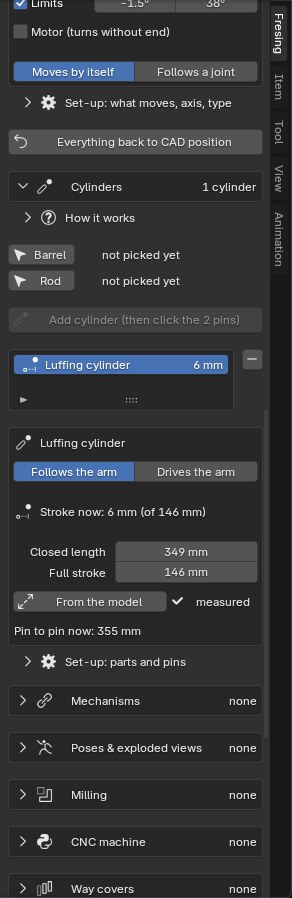 Limits
-1.5°
38°
Motor (turns without end)
Moves by itself
Follows a joint
Set-up: what moves, axis, type
Everything back to CAD position
Cylinders
1 cylinder
How it works
Barrel
not picked yet
Rod
not picked yet
Add cylinder (then click the 2 pins)
Luffing cylinder
6 mm
Luffing cylinder
Follows the arm
Drives the arm
Stroke now: 6 mm (of 146 mm)
Closed length
349 mm
Full stroke
146 mm
From the model
measured
Pin to pin now: 355 mm
Set-up: parts and pins
Mechanisms
none
Poses & exploded views
none
Milling
none
CNC machine
none
Way covers
none
Fresing
Item
Tool
View
Animation